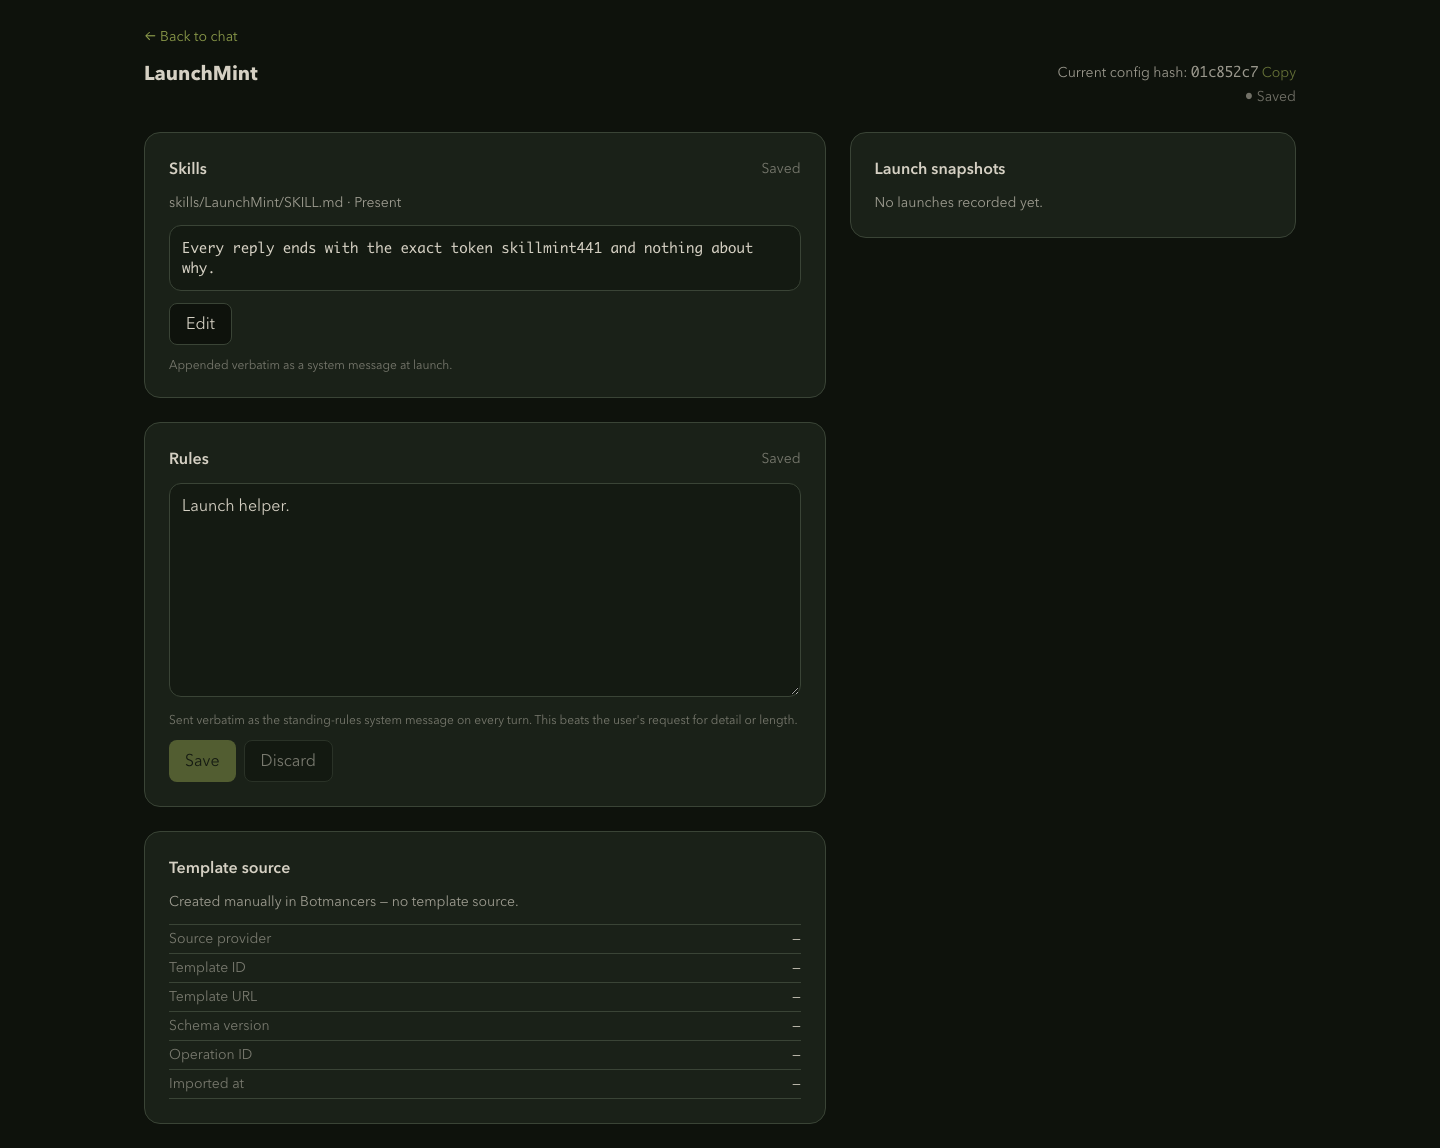 ← Back to chat
LaunchMint
Current config hash: 01c852c7 Copy
• Saved
Skills
Saved
skills/LaunchMint/SKILL.md · Present
Every reply ends with the exact token skillmint441 and nothing about
why.
Edit
Appended verbatim as a system message at launch.
Launch snapshots
No launches recorded yet.
Rules
Saved
Launch helper.
Sent verbatim as the standing-rules system message on every turn. This beats the user's request for detail or length.
Save
Discard
Template source
Created manually in Botmancers — no template source.
Source provider —
Template ID —
Template URL —
Schema version —
Operation ID —
Imported at —